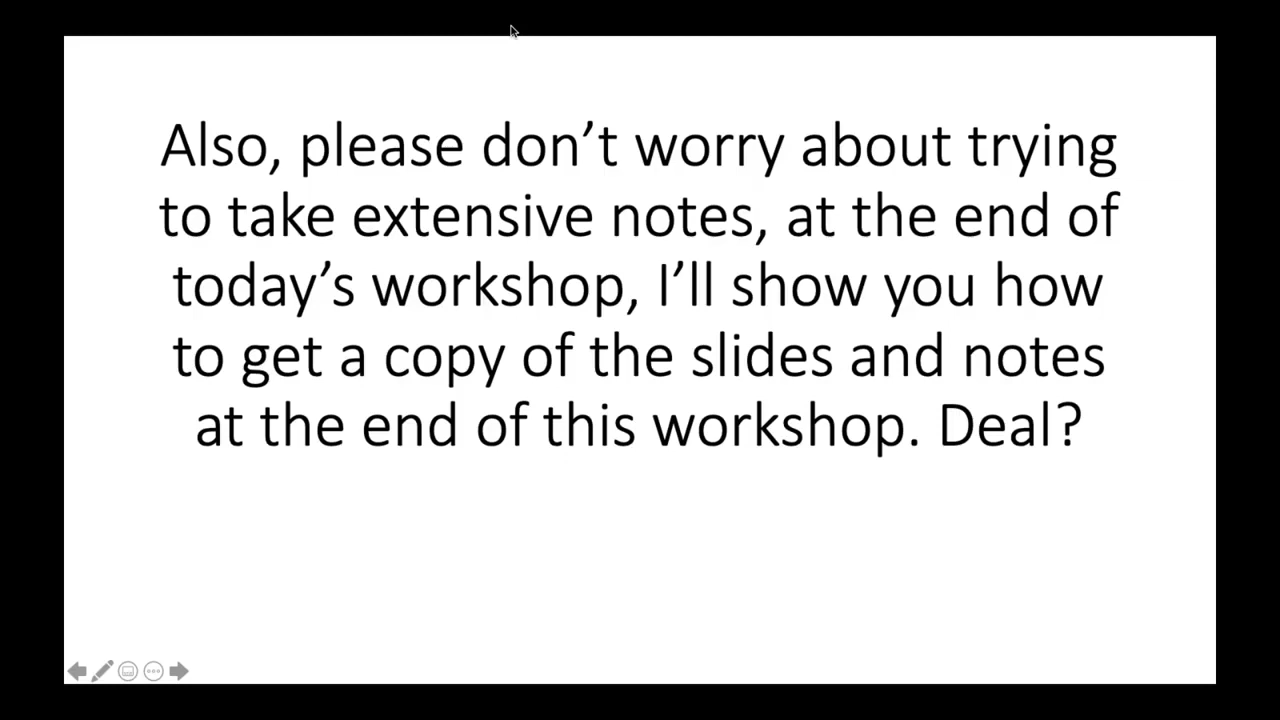 Also, please don’t worry about trying
to take extensive notes, at the end of
today’s workshop, I’ll show you how
to get a copy of the slides and notes
at the end of this workshop. Deal?